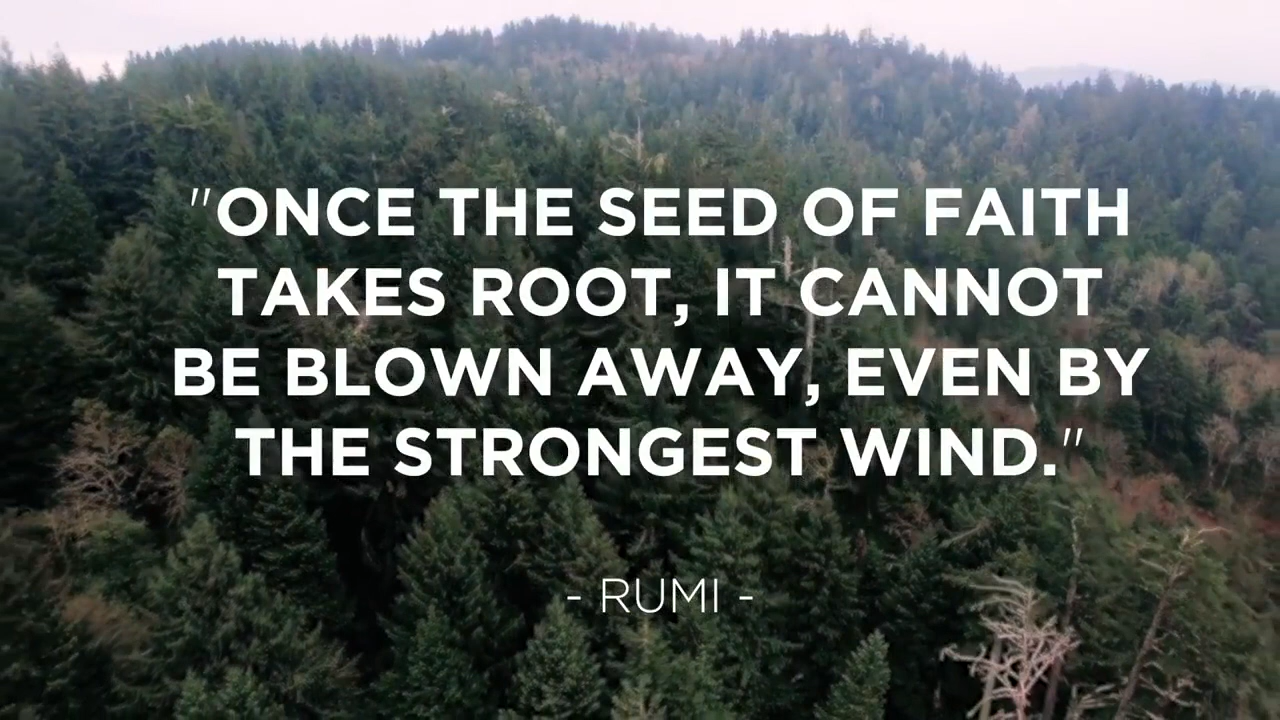 "ONCE THE SEED OF FAITH
TAKES ROOT, IT CANNOT
BE BLOWN AWAY, EVEN BY
THE STRONGEST WIND."
- RUMI -